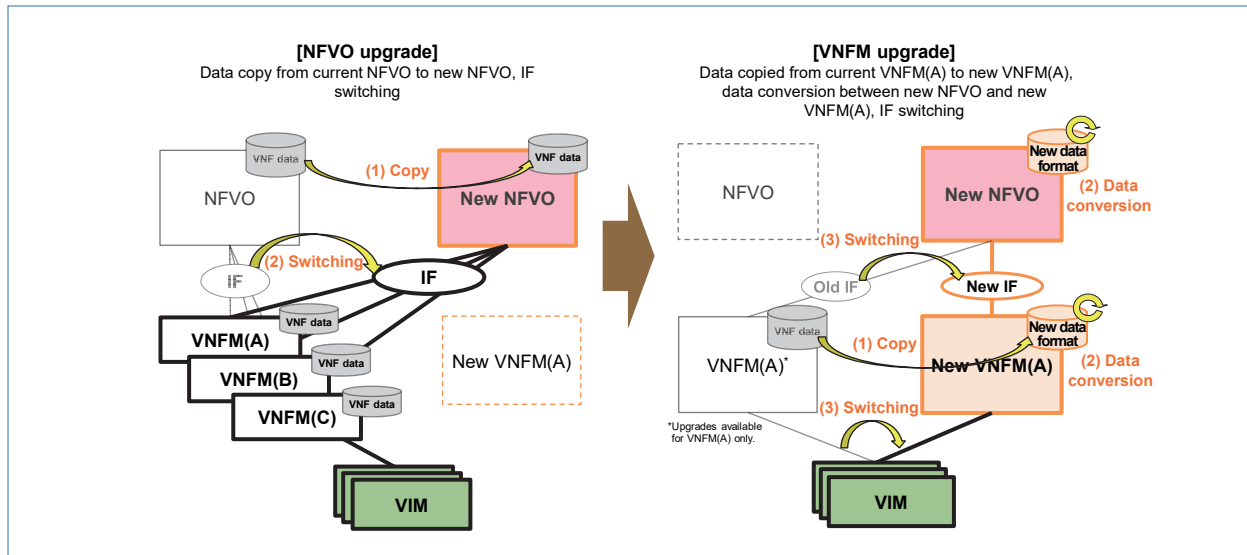 [NFVO upgrade]
Data copy from current NFVO to new NFVO, IF
switching
VNF data
VNF data
(1) Copy
NFVO
New NFVO
(2) Switching
IF
IF
VNF data
VNFM(A)
VNF data
VNFM(B)
VNF data
VNFM(C)
New VNFM(A)
VIM
[VNFM upgrade]
Data copied from current VNFM(A) to new VNFM(A),
data conversion between new NFVO and new
VNFM(A), IF switching
New data
format
NFVO
New NFVO
(2) Data
conversion
(3) Switching
Old IF
New IF
VNF data
New data
format
(1) Copy
VNFM(A)*
New VNFM(A)
(2) Data
conversion
(3) Switching
*Upgrades available
for VNFM(A) only.
VIM